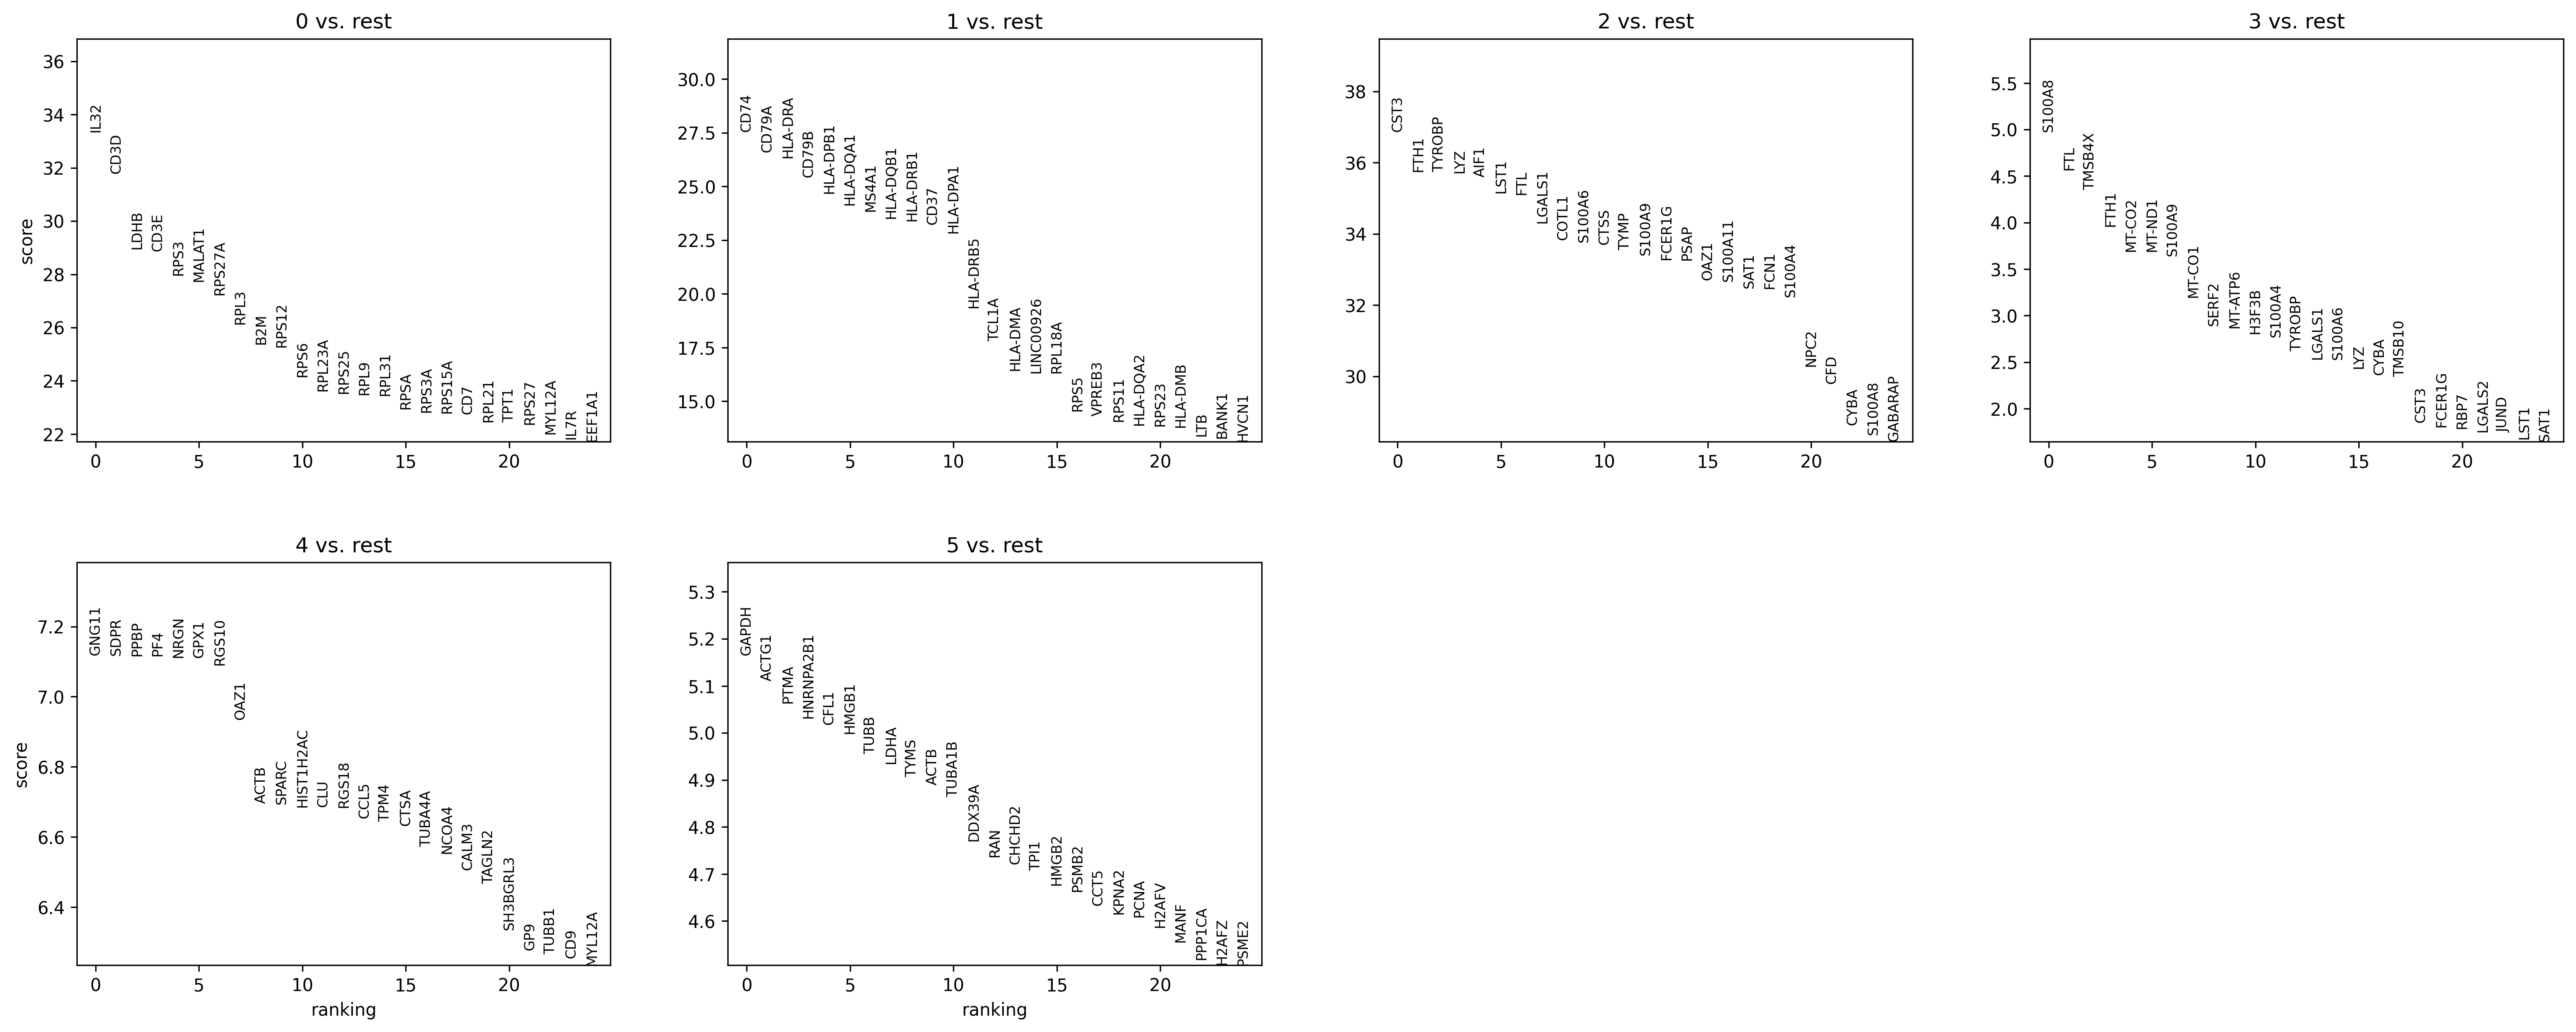 0 vs. rest
score
36
34
32
30
28
26
24
22
IL32
CD3D
LDHB
CD3E
RPS3
MALAT1
RPS27A
RPL3
B2M
RPS12
RPS6
RPL23A
RPS25
RPL9
RPL31
RPSA
RPS3A
RPS15A
CD7
RPL21
TPT1
RPS27
MYL12A
IL7R
EEF1A1
0 5 10 15 20
1 vs. rest
30.0
27.5
25.0
22.5
20.0
17.5
15.0
CD74
CD79A
HLA-DRA
CD79B
HLA-DPB1
HLA-DQA1
MS4A1
HLA-DQB1
HLA-DRB1
CD37
HLA-DPA1
HLA-DRB5
TCL1A
HLA-DMA
LINC00926
RPL18A
RPS5
VPREB3
RPS11
HLA-DQA2
RPS23
HLA-DMB
LTB
BANK1
HVCN1
0 5 10 15 20
2 vs. rest
38
36
34
32
30
CST3
FTH1
TYROBP
LYZ
AIF1
LST1
FTL
LGALS1
COTL1
S100A6
CTSS
TYMP
S100A9
FCER1G
PSAP
OAZ1
S100A11
SAT1
FCN1
S100A4
NPC2
CFD
CYBA
S100A8
GABARAP
0 5 10 15 20
3 vs. rest
5.5
5.0
4.5
4.0
3.5
3.0
2.5
2.0
S100A8
FTL
TMSB4X
FTH1
MT-CO2
MT-ND1
S100A9
MT-CO1
SERF2
MT-ATP6
H3F3B
S100A4
TYROBP
LGALS1
S100A6
LYZ
CYBA
TMSB10
CST3
FCER1G
RBP7
LGALS2
JUND
LST1
SAT1
0 5 10 15 20
4 vs. rest
score
7.2
7.0
6.8
6.6
6.4
GNG11
SDPR
PPBP
PF4
NRGN
GPX1
RGS10
OAZ1
ACTB
SPARC
HIST1H2AC
CLU
RGS18
CCL5
TPM4
CTSA
TUBA4A
NCOA4
CALM3
TAGLN2
SH3BGRL3
GP9
TUBB1
CD9
MYL12A
0 5 10 15 20
ranking
5 vs. rest
5.3
5.2
5.1
5.0
4.9
4.8
4.7
4.6
GAPDH
ACTG1
PTMA
HNRNPA2B1
CFL1
HMGB1
TUBB
LDHA
TYMS
ACTB
TUBA1B
DDX39A
RAN
CHCHD2
TPI1
HMGB2
PSMB2
CCT5
KPNA2
PCNA
H2AFV
MANF
PPP1CA
H2AFZ
PSME2
0 5 10 15 20
ranking